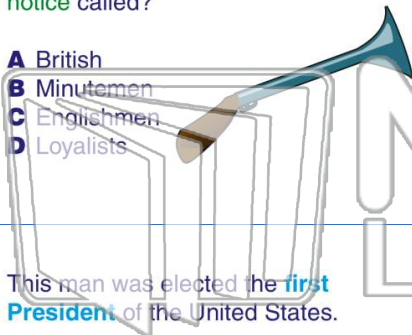 notice called?
A British
B Minutemen
C Englishmen
D Loyalists
This man was elected the first
President of the United States.